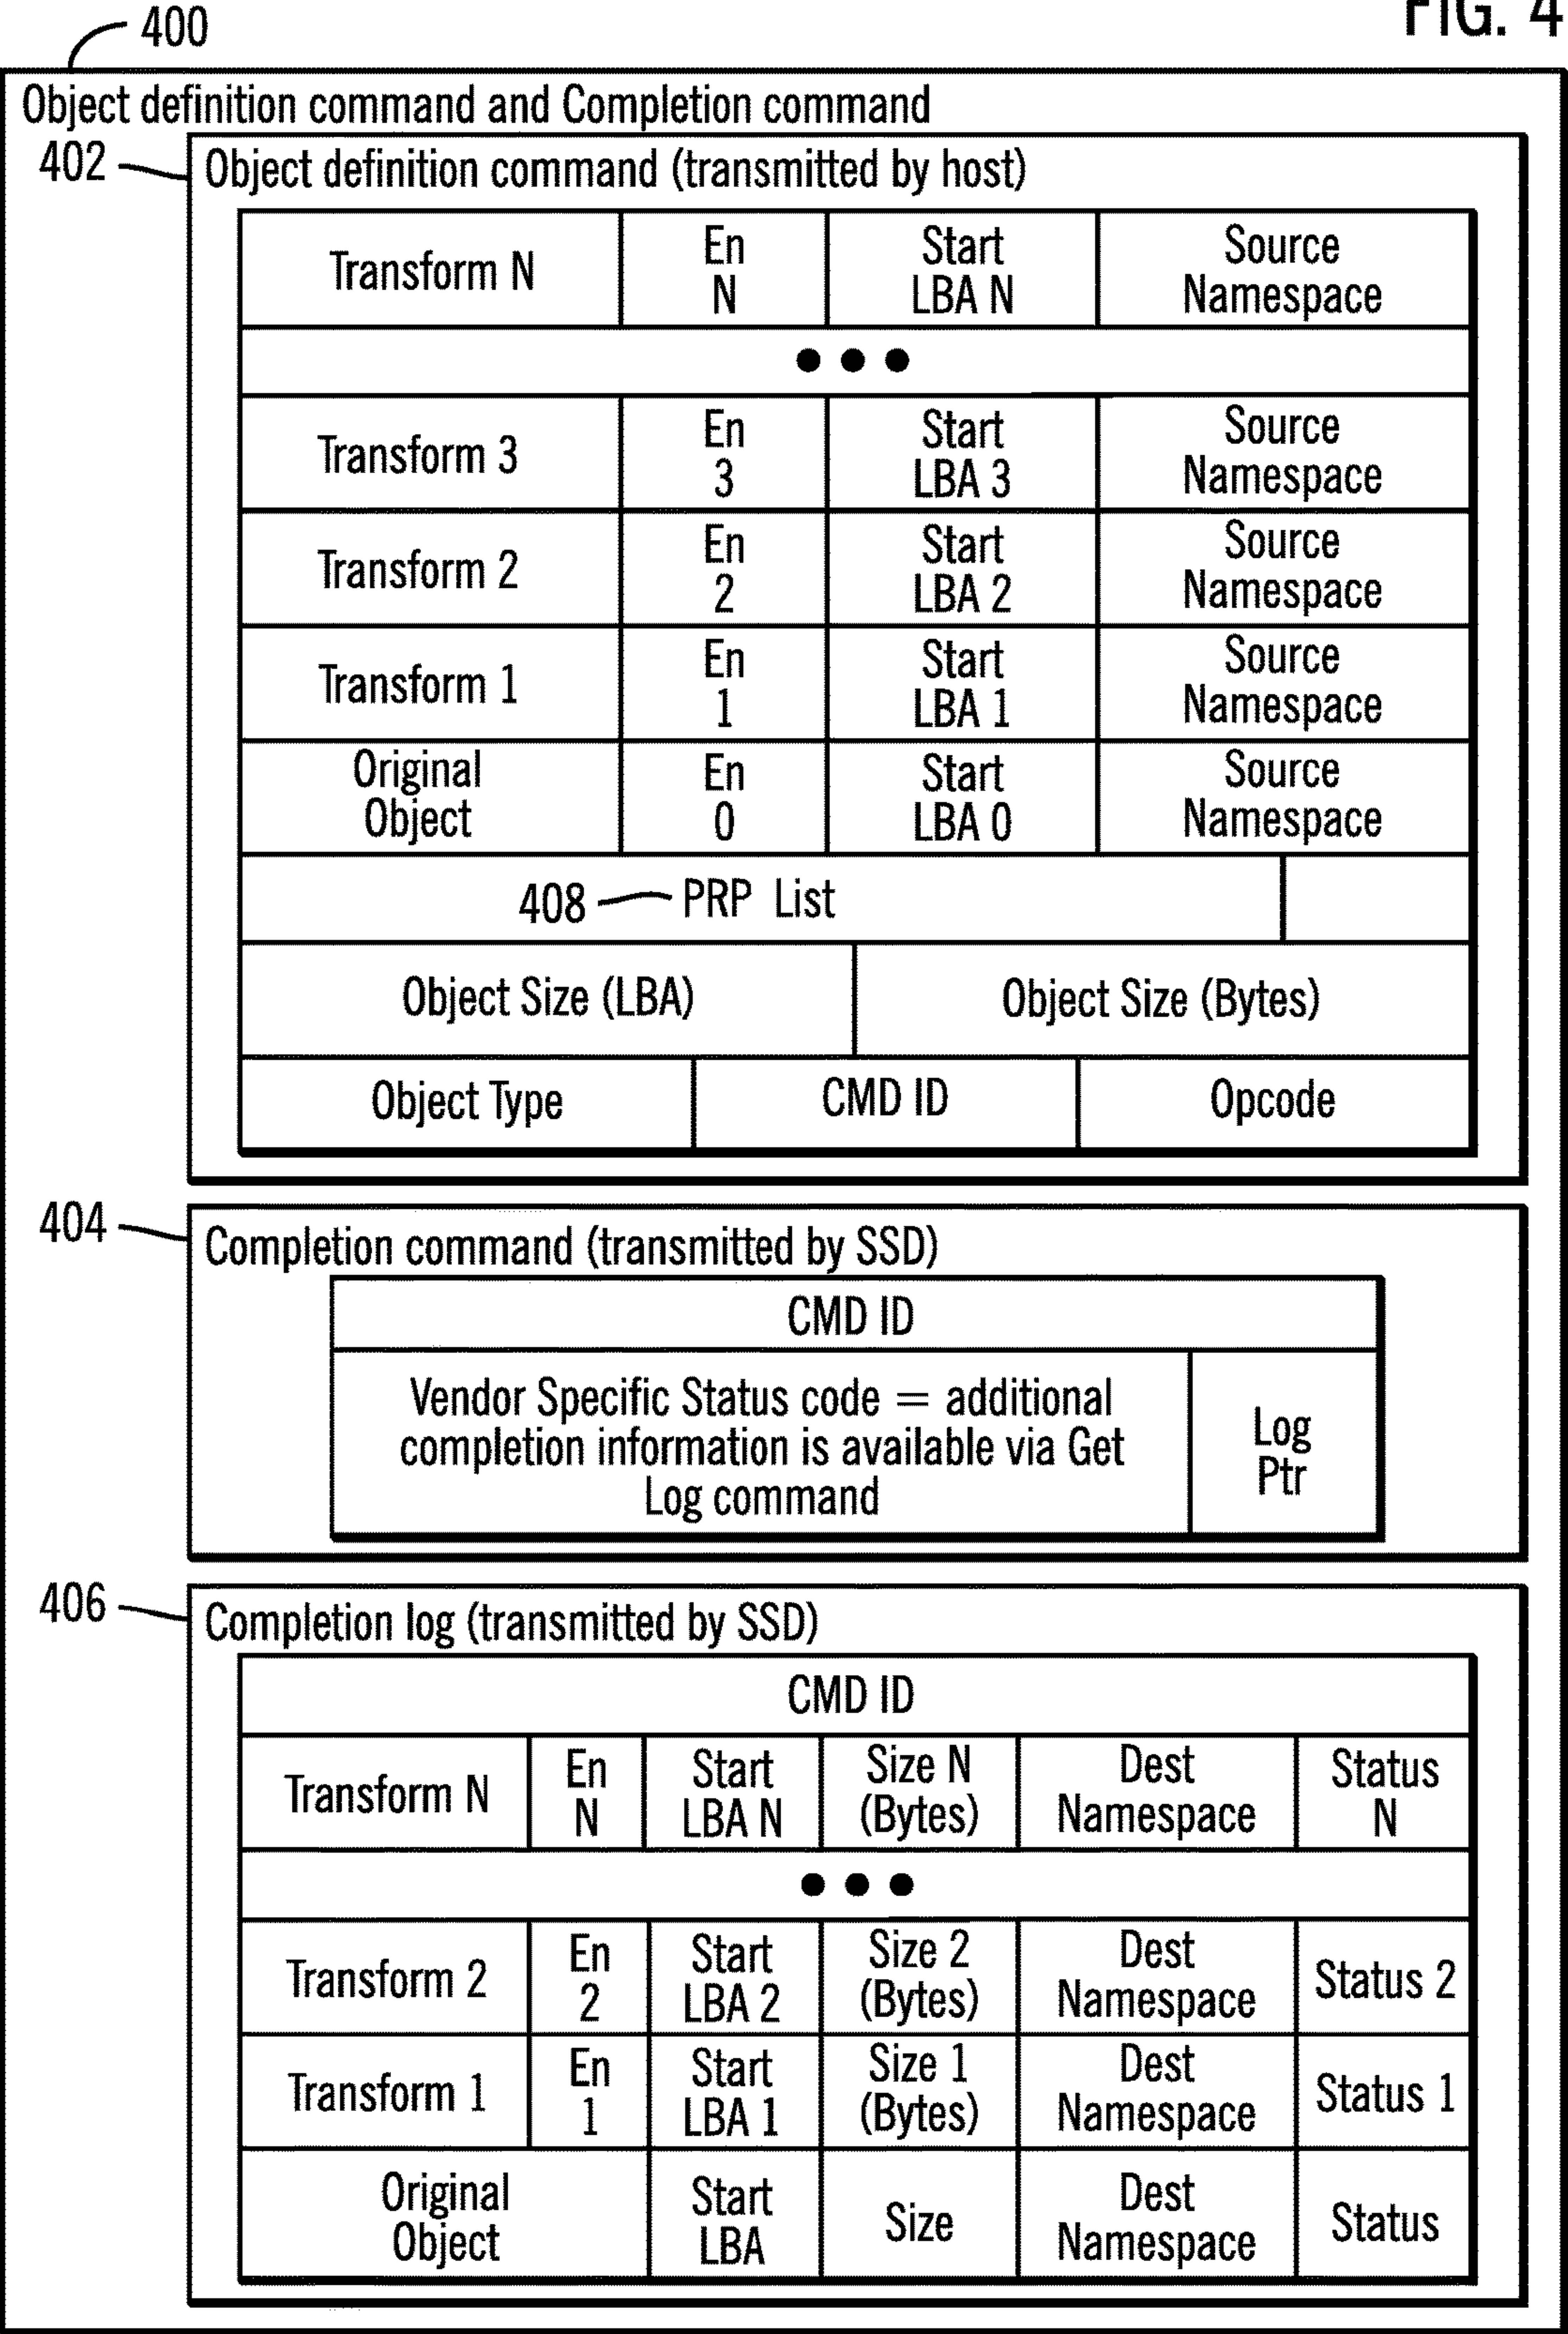 FIG. 4
400
Object definition command and Completion command
402
Object definition command (transmitted by host)
Transform N
En
N
Start
LBA N
Source
Namespace
• • •
Transform 3
En
3
Start
LBA 3
Source
Namespace
Transform 2
En
2
Start
LBA 2
Source
Namespace
Transform 1
En
1
Start
LBA 1
Source
Namespace
Original
Object
En
0
Start
LBA 0
Source
Namespace
408
PRP List
Object Size (LBA)
Object Size (Bytes)
Object Type
CMD ID
Opcode
404
Completion command (transmitted by SSD)
CMD ID
Vendor Specific Status code = additional
completion information is available via Get
Log command
Log
Ptr
406
Completion log (transmitted by SSD)
CMD ID
Transform N
En
N
Start
LBA N
Size N
(Bytes)
Dest
Namespace
Status
N
• • •
Transform 2
En
2
Start
LBA 2
Size 2
(Bytes)
Dest
Namespace
Status 2
Transform 1
En
1
Start
LBA 1
Size 1
(Bytes)
Dest
Namespace
Status 1
Original
Object
Start
LBA
Size
Dest
Namespace
Status